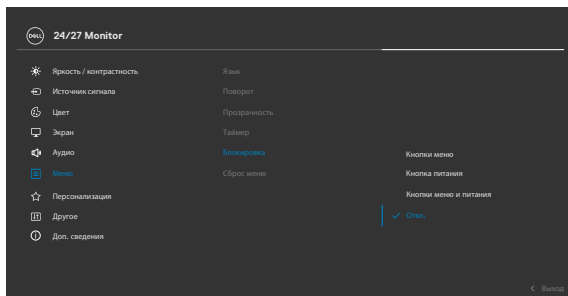 DELL 24/27 Monitor
Яркость / контрастность
Источник сигнала
Цвет
Экран
Аудио
Меню
Персонализация
Другое
Доп. сведения
Язык
Поворот
Прозрачность
Таймер
Блокировка
Сброс меню
Кнопки меню
Кнопка питания
Кнопки меню и питания
Откл.
Выход